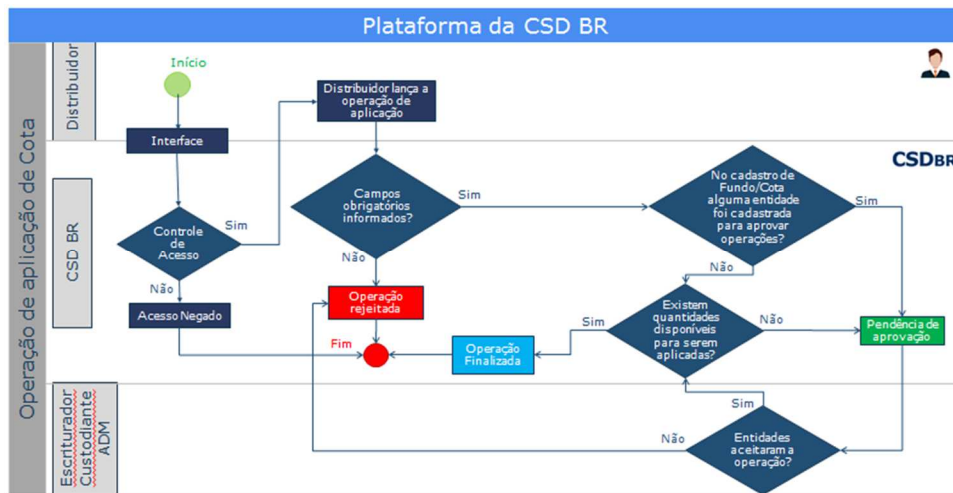 Plataforma da CSD BR
Operação de aplicação de Cota
Distribuidor
Início
Interface
Distribuidor lança a
operação de
aplicação
CSD BR
CSDBR
Controle
de
Acesso
Sim
Não
Acesso Negado
Campos
obrigatórios
informados?
Sim
Não
Operação
rejeitada
Fim
No cadastro de
Fundo/Cota
alguma entidade
foi cadastrada
para aprovar
operações?
Sim
Não
Existem
quantidades
disponíveis
para serem
aplicadas?
Sim
Não
Operação
Finalizada
Pendência de
aprovação
Escriturador
Custodiante
ADM
Sim
Não
Entidades
aceitaram a
operação?